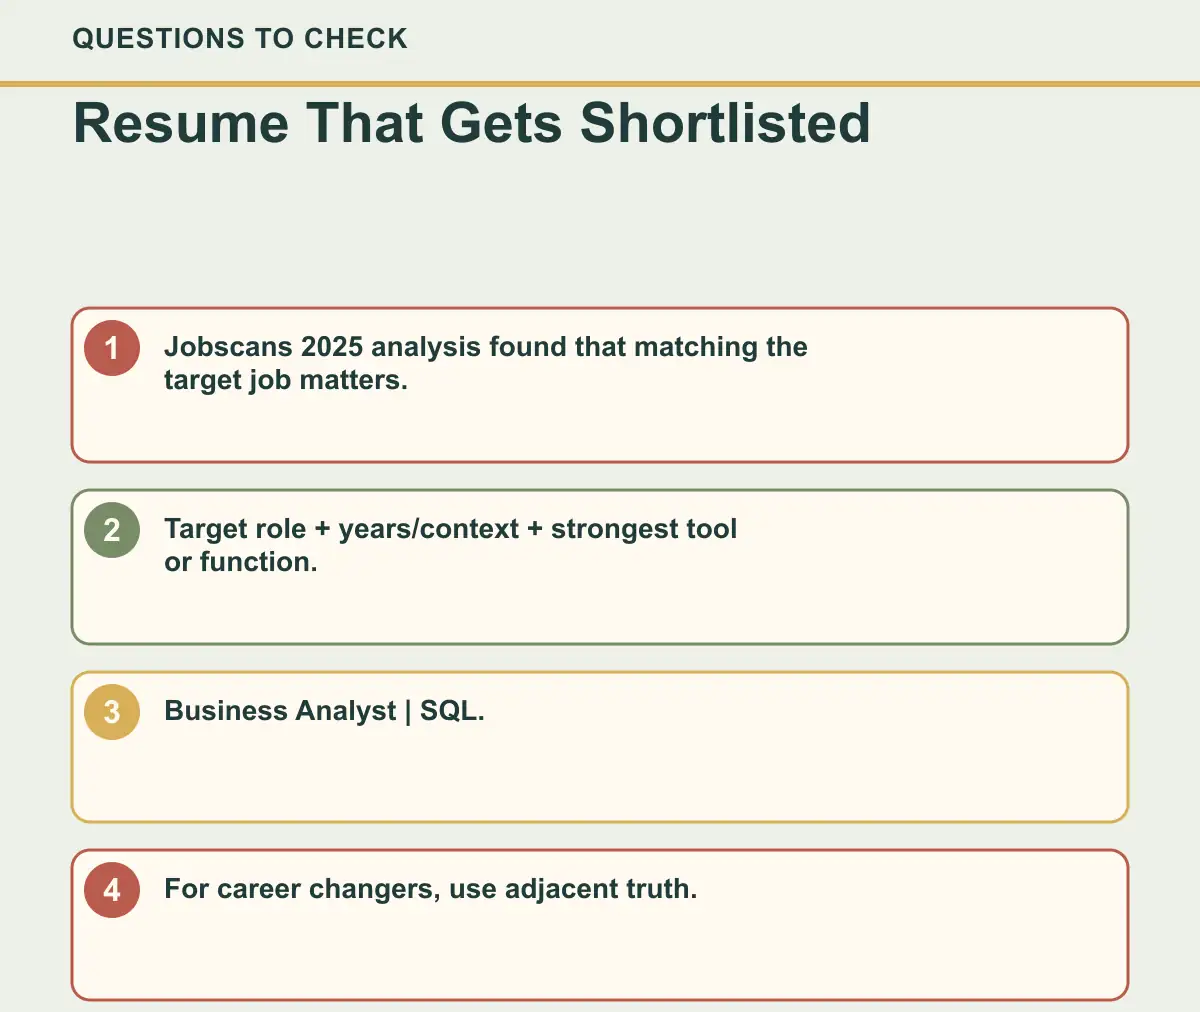 QUESTIONS TO CHECK
Resume That Gets Shortlisted
1
Jobscans 2025 analysis found that matching the
target job matters.
2
Target role + years/context + strongest tool
or function.
3
Business Analyst | SQL.
4
For career changers, use adjacent truth.